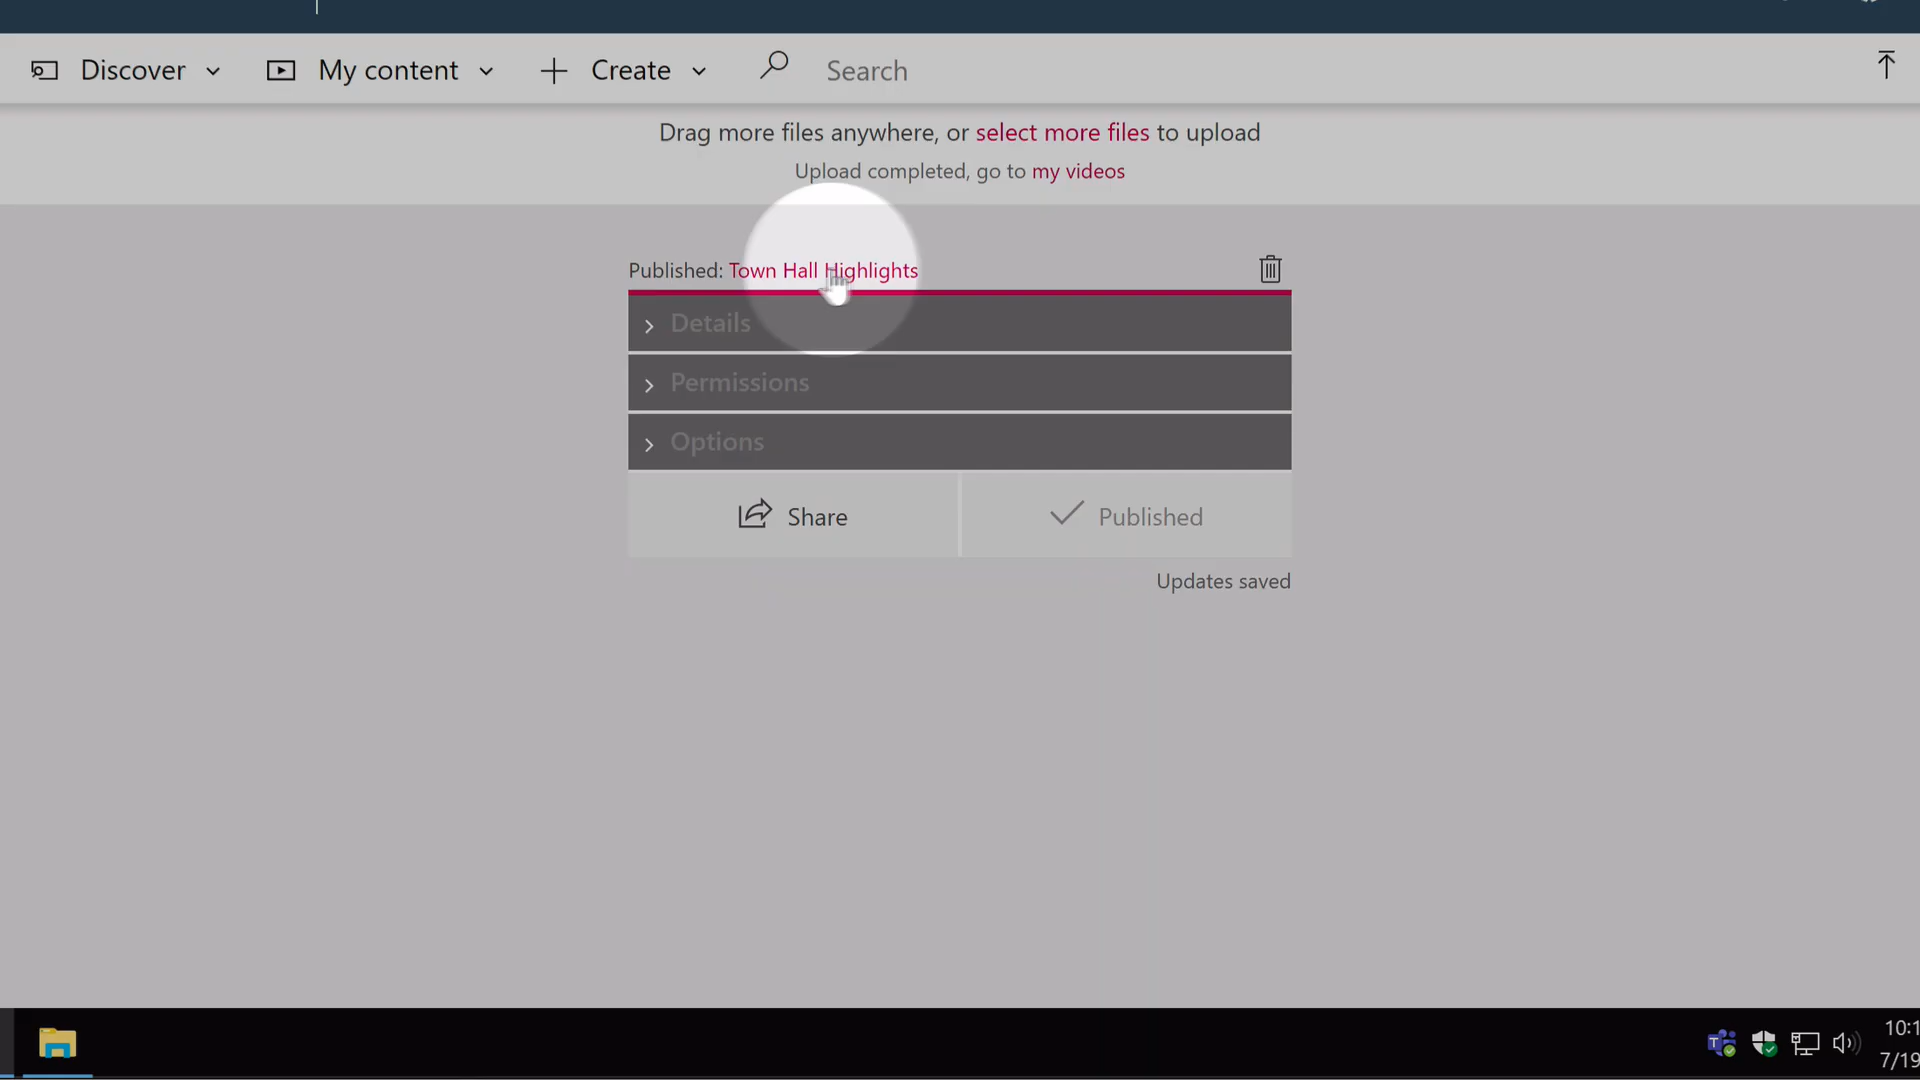 Discover My content Create Search
Drag more files anywhere, or select more files to upload
Upload completed, go to my videos
Published: Town Hall Highlights
Details
Permissions
Options
Share Published
Updates saved
10:1
7/19